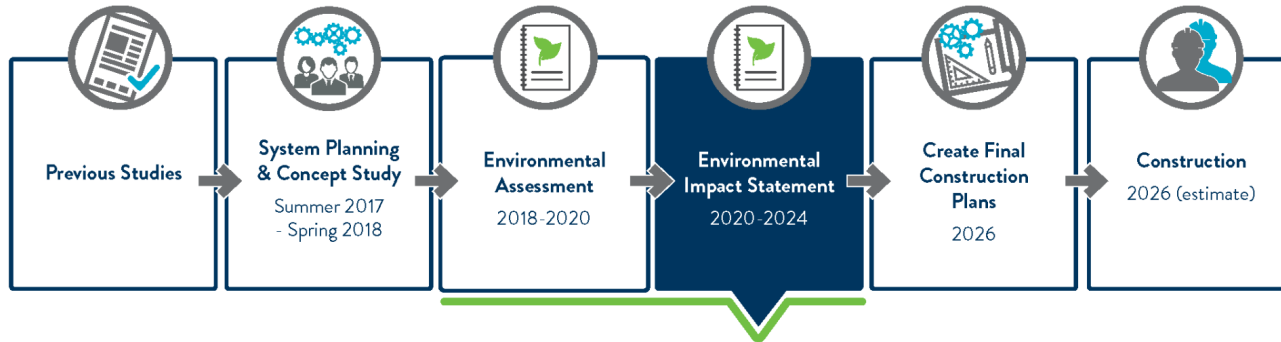 Previous Studies
System Planning
& Concept Study
Summer 2017
- Spring 2018
Environmental
Assessment
2018-2020
Environmental
Impact Statement
2020-2024
Create Final
Construction
Plans
2026
Construction
2026 (estimate)